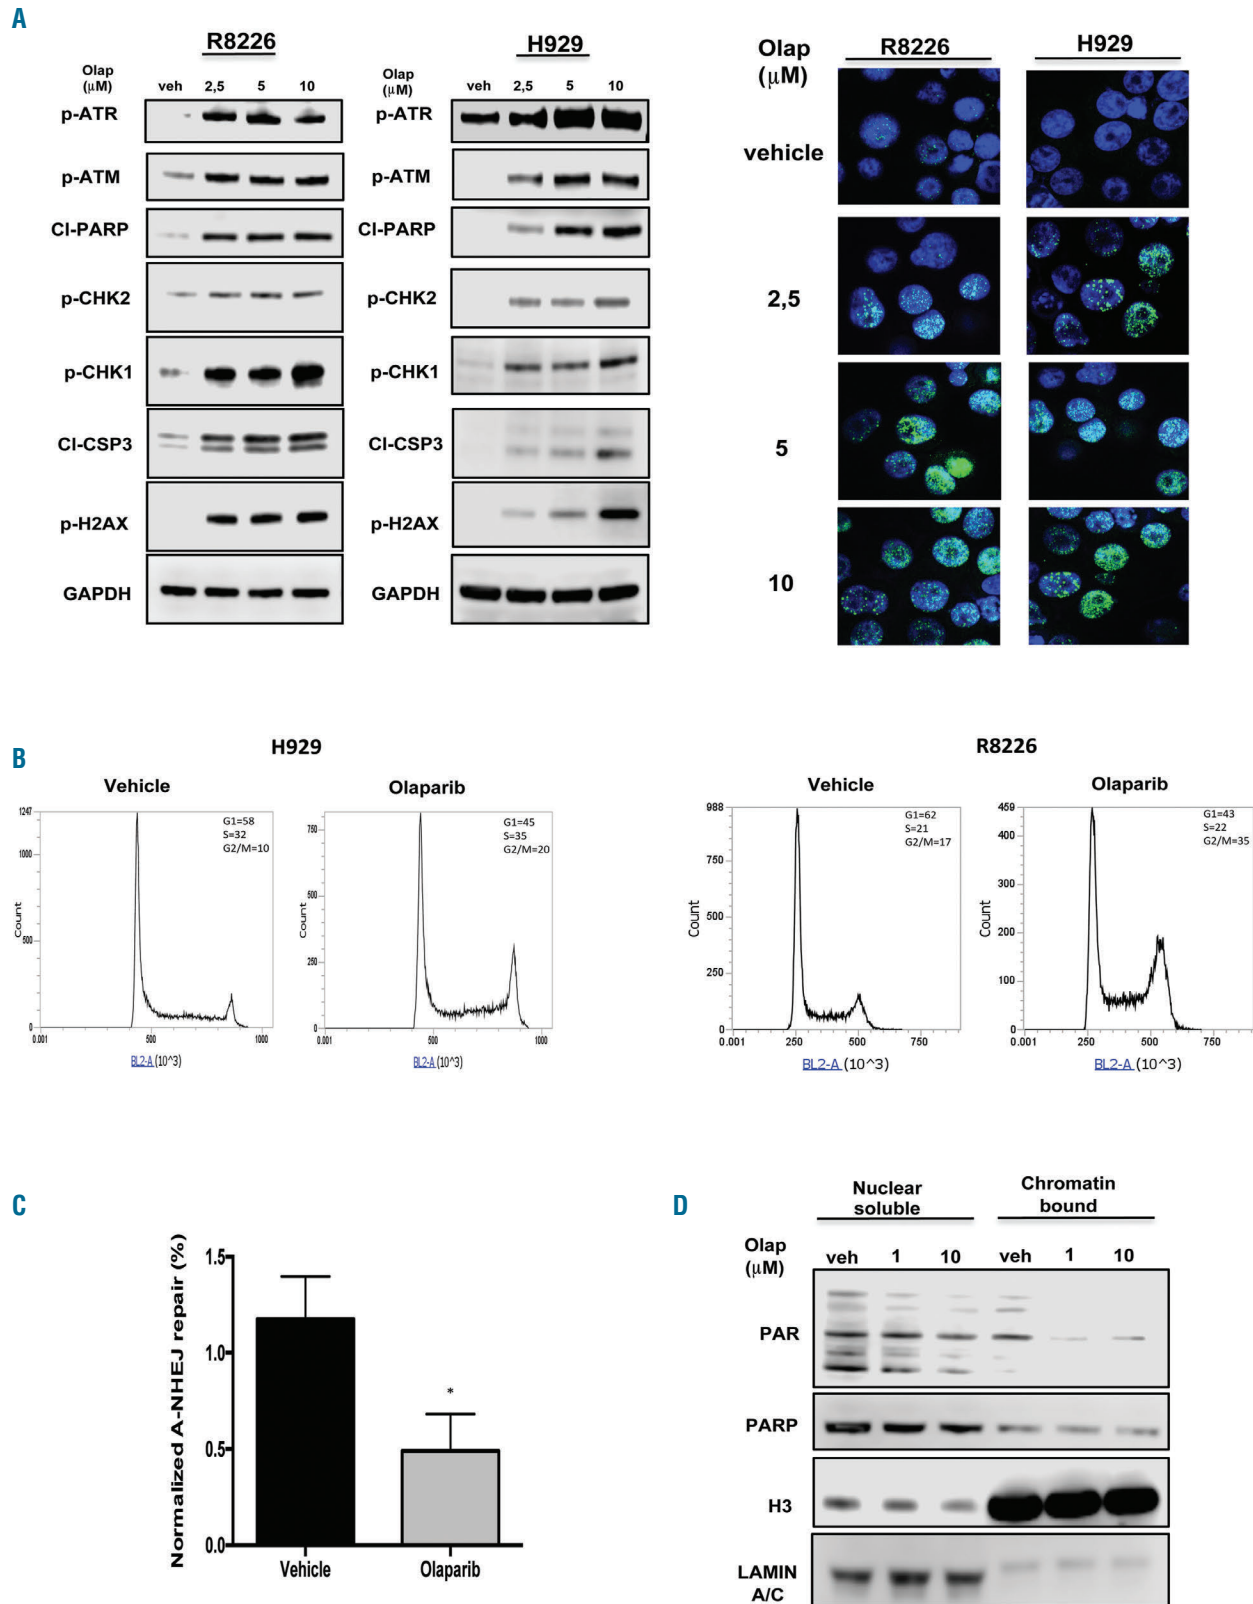 A
R8226
Olap
(μM)
veh 2,5 5 10
p-ATR
p-ATM
Cl-PARP
p-CHK2
p-CHK1
Cl-CSP3
p-H2AX
GAPDH
H929
Olap
(μM)
veh 2,5 5 10
p-ATR
p-ATM
Cl-PARP
p-CHK2
p-CHK1
Cl-CSP3
p-H2AX
GAPDH
Olap
(μM)
R8226 H929
vehicle
2,5
5
10
B
H929
Vehicle
1247
1000
500
0
Count
0.001 500 1000
BL2-A (10^3)
G1=58
S=32
G2/M=10
Olaparib
750
500
250
0
Count
0.001 500 1000
BL2-A (10^3)
G1=45
S=35
G2/M=20
R8226
Vehicle
988
750
500
250
0
Count
0.001 250 500 750
BL2-A (10^3)
G1=62
S=21
G2/M=17
Olaparib
459
400
300
200
100
0
Count
0.001 250 500 750
BL2-A (10^3)
G1=43
S=22
G2/M=35
C
Normalized A-NHEJ repair (%)
1.5
1.0
0.5
0.0
*
Vehicle Olaparib
D
Nuclear
soluble
Chromatin
bound
Olap
(μM)
veh 1 10 veh 1 10
PAR
PARP
H3
LAMIN
A/C